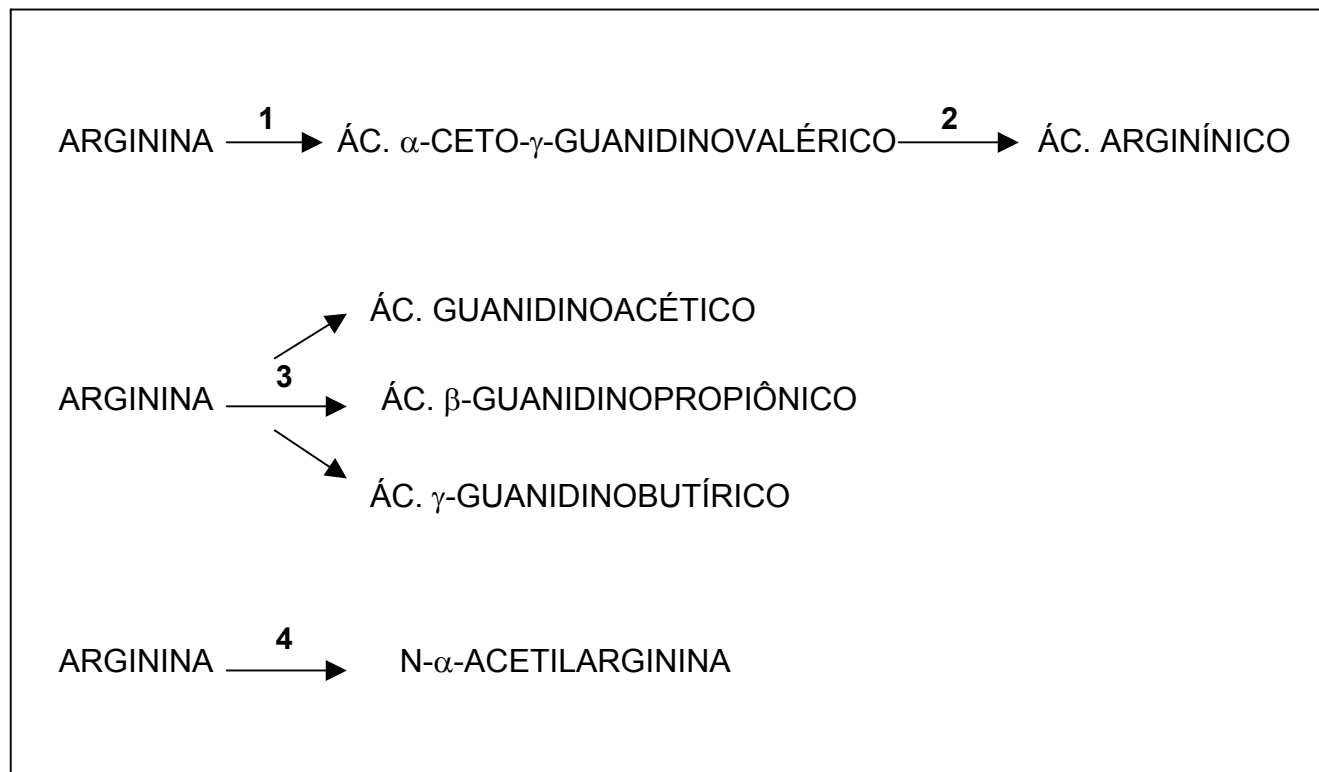 1 2
ARGININA ÁC. α-CETO-γ-GUANIDINOVALÉRICO ÁC. ARGINÍNICO
ÁC. GUANIDINOACÉTICO
3
ARGININA ÁC. β-GUANIDINOPROPIÔNICO
ÁC. γ-GUANIDINOBUTÍRICO
4
ARGININA N-α-ACETILARGININA